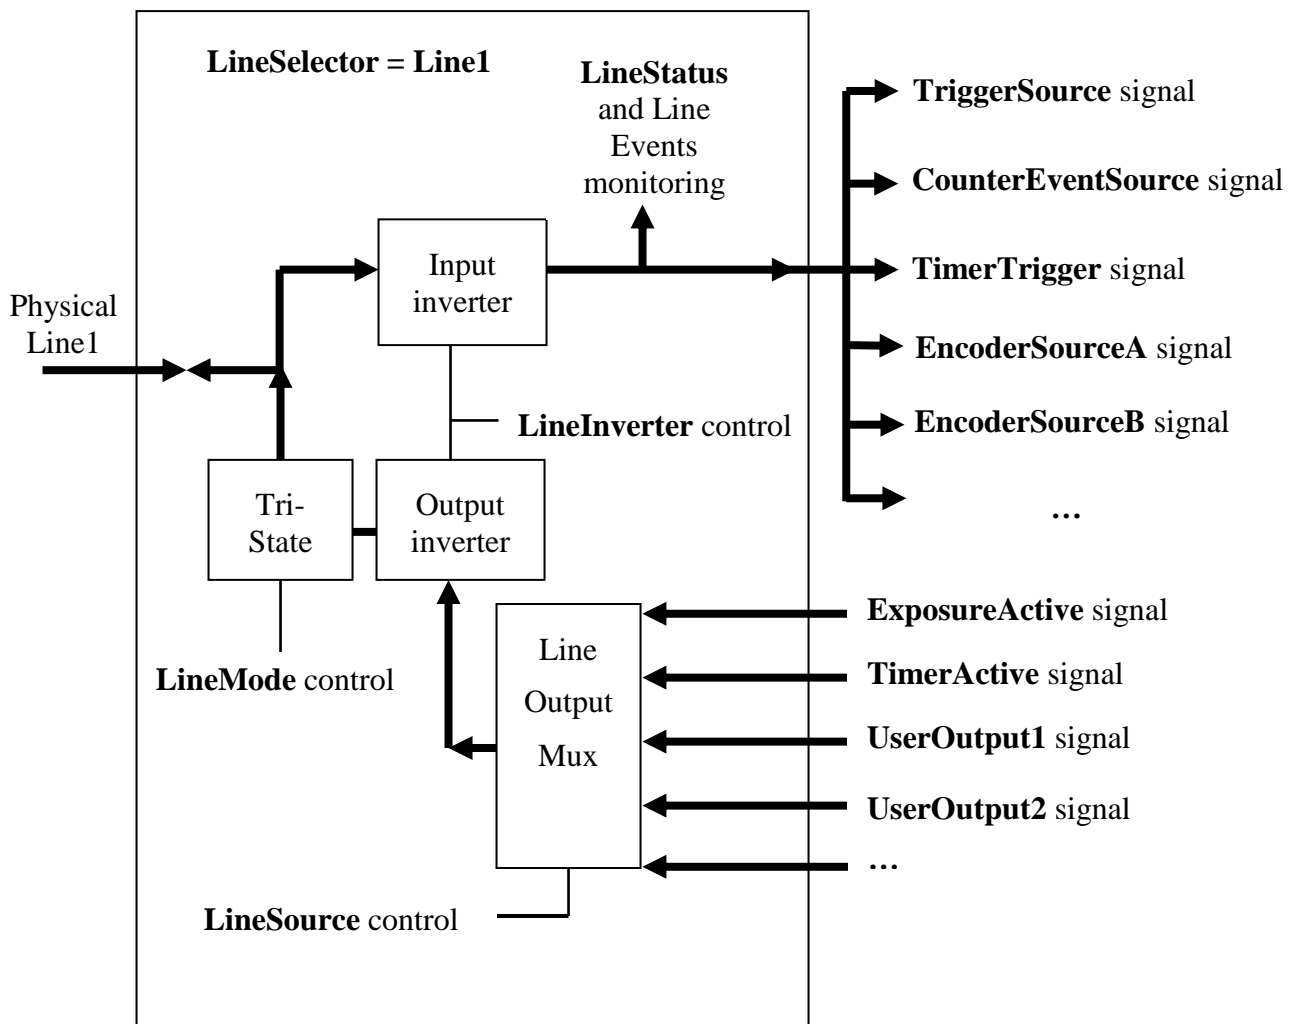 LineSelector = Line1
LineStatus
and Line
Events
monitoring
TriggerSource signal
CounterEventSource signal
TimerTrigger signal
EncoderSourceA signal
EncoderSourceB signal
...
Physical
Line1
Input
inverter
LineInverter control
Tri-
State
Output
inverter
LineMode control
Line
Output
Mux
LineSource control
ExposureActive signal
TimerActive signal
UserOutput1 signal
UserOutput2 signal
...